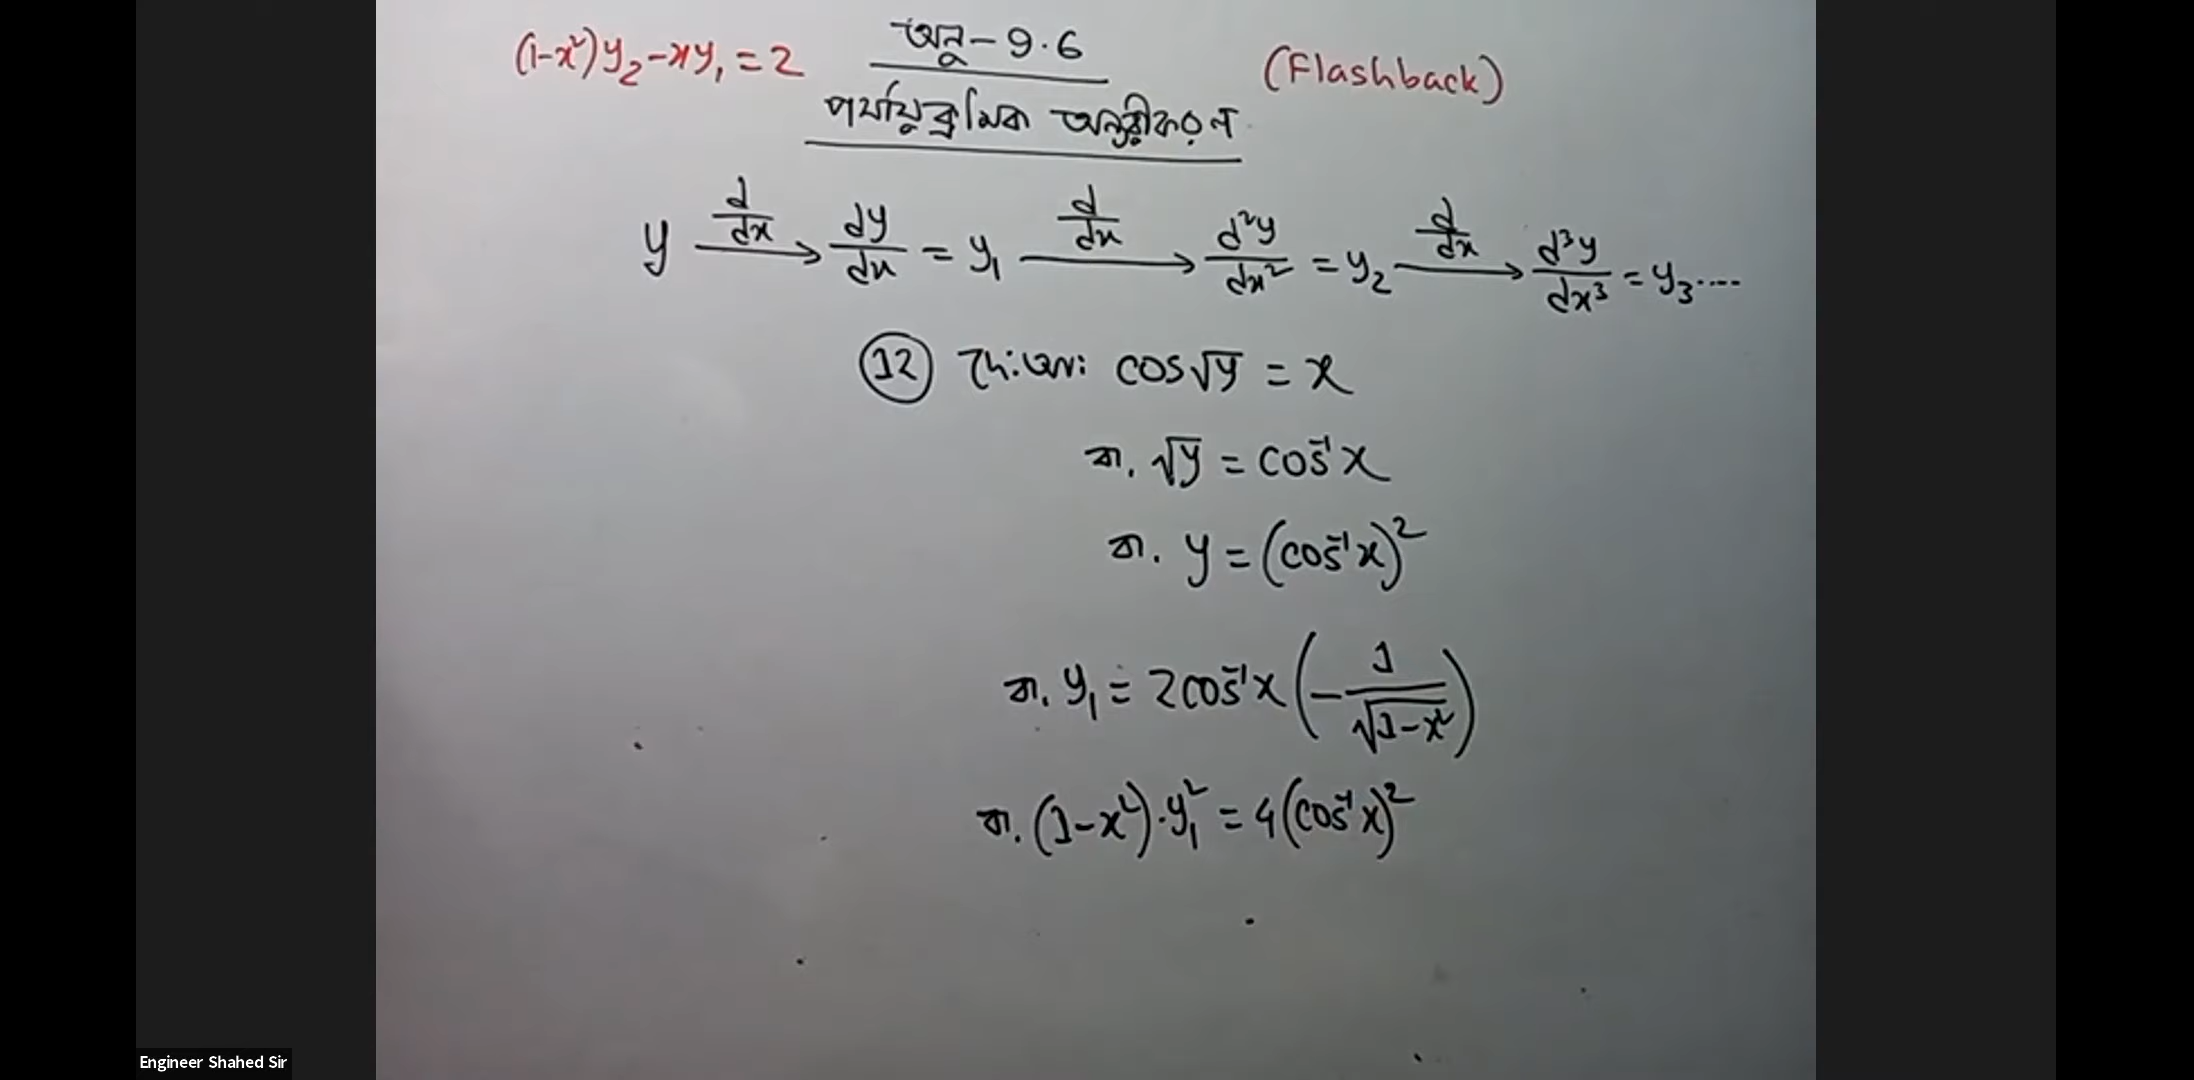 (1-x²)y₂-xy₁=2
অনু-9.6
(Flashback)
পর্যায়ক্রমিক অন্তরীকরণ
y --d/dx--> dy/dx = y₁ --d/dx--> d²y/dx² = y₂ --d/dx--> d³y/dx³ = y₃....
(12) দে:আ: cos√y = x
বা, √y = cos⁻¹x
বা, y = (cos⁻¹x)²
বা, y₁ = 2cos⁻¹x (-1/√(1-x²))
বা, (1-x²)·y₁² = 4(cos⁻¹x)²
Engineer Shahed Sir